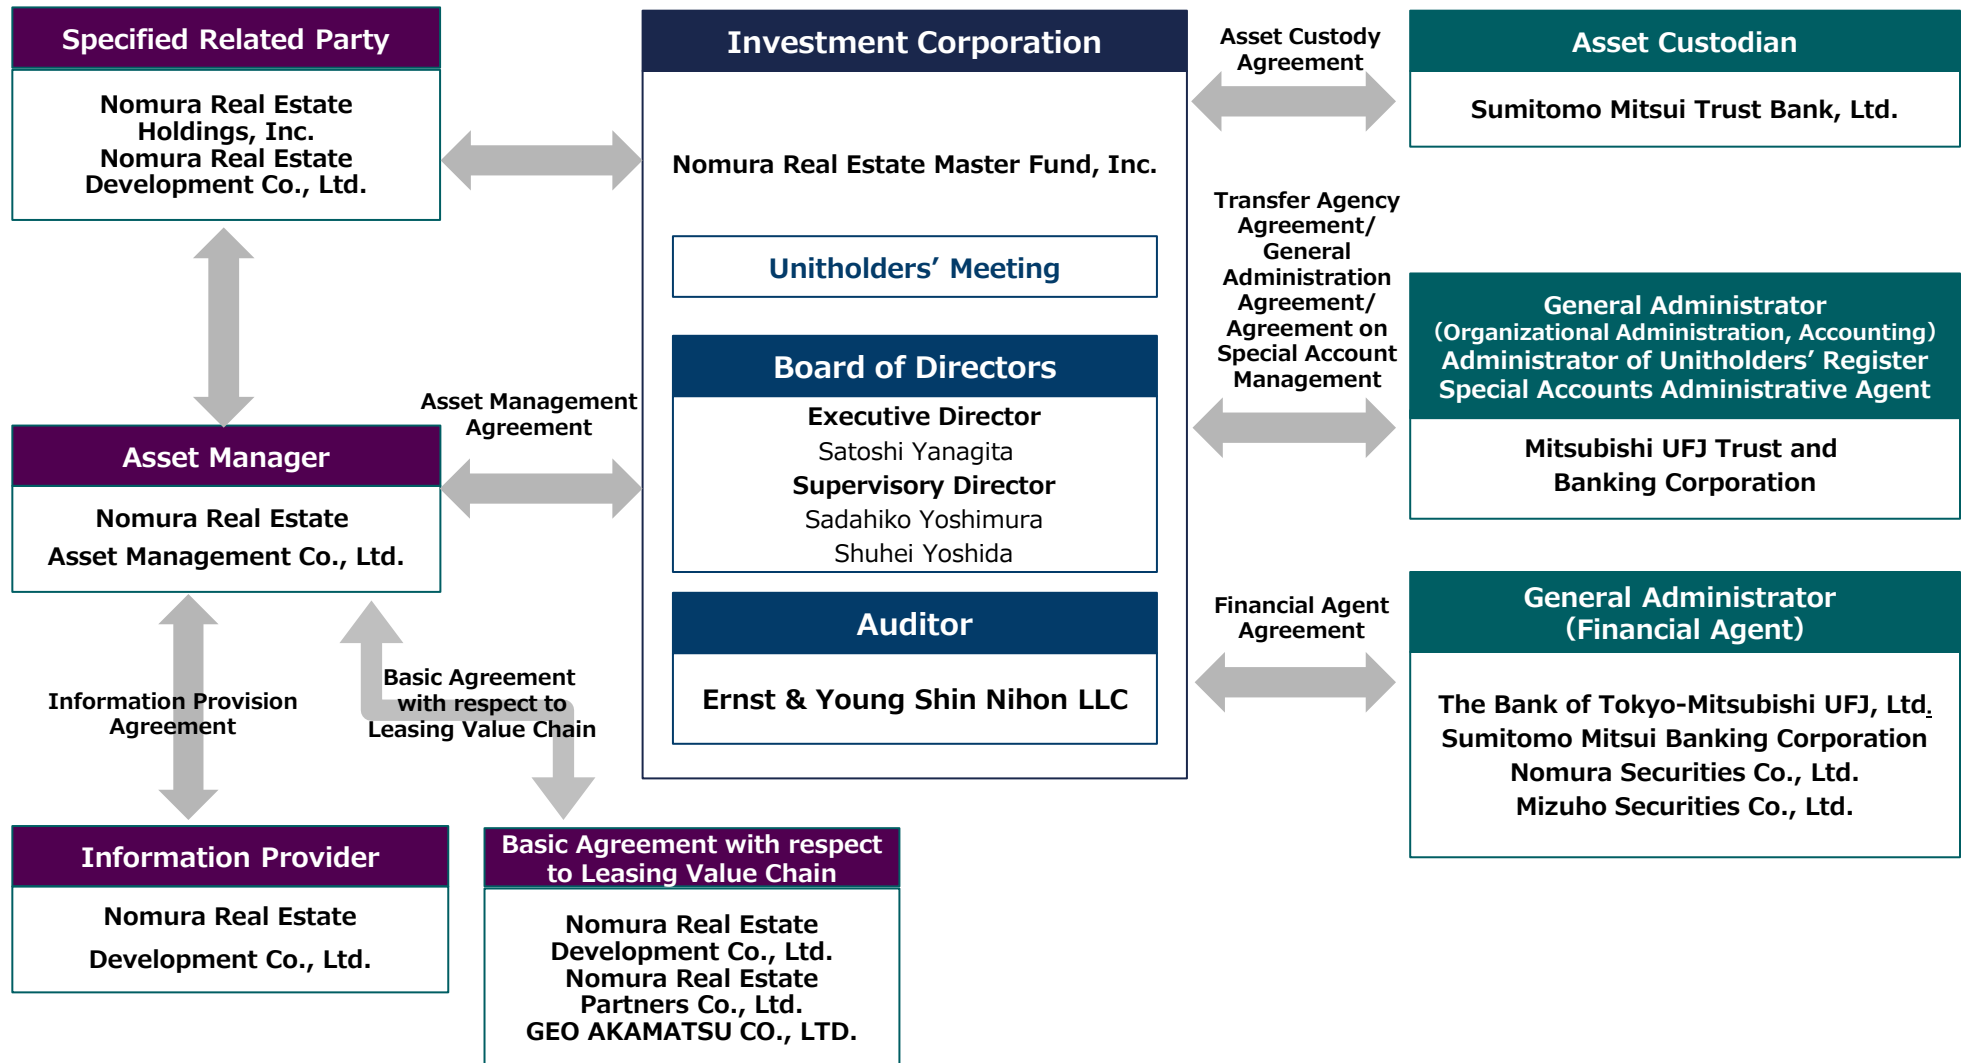 Specified Related Party
Nomura Real Estate
Holdings, Inc.
Nomura Real Estate
Development Co., Ltd.
Asset Manager
Nomura Real Estate
Asset Management Co., Ltd.
Information Provision
Agreement
Basic Agreement
with respect to
Leasing Value Chain
Information Provider
Nomura Real Estate
Development Co., Ltd.
Basic Agreement with respect
to Leasing Value Chain
Nomura Real Estate
Development Co., Ltd.
Nomura Real Estate
Partners Co., Ltd.
GEO AKAMATSU CO., LTD.
Asset Management
Agreement
Investment Corporation
Nomura Real Estate Master Fund, Inc.
Unitholders’ Meeting
Board of Directors
Executive Director
Satoshi Yanagita
Supervisory Director
Sadahiko Yoshimura
Shuhei Yoshida
Auditor
Ernst & Young Shin Nihon LLC
Asset Custody
Agreement
Asset Custodian
Sumitomo Mitsui Trust Bank, Ltd.
Transfer Agency
Agreement/
General
Administration
Agreement/
Agreement on
Special Account
Management
General Administrator
（Organizational Administration, Accounting）
Administrator of Unitholders’ Register
Special Accounts Administrative Agent
Mitsubishi UFJ Trust and
Banking Corporation
Financial Agent
Agreement
General Administrator
（Financial Agent）
The Bank of Tokyo-Mitsubishi UFJ, Ltd.
Sumitomo Mitsui Banking Corporation
Nomura Securities Co., Ltd.
Mizuho Securities Co., Ltd.